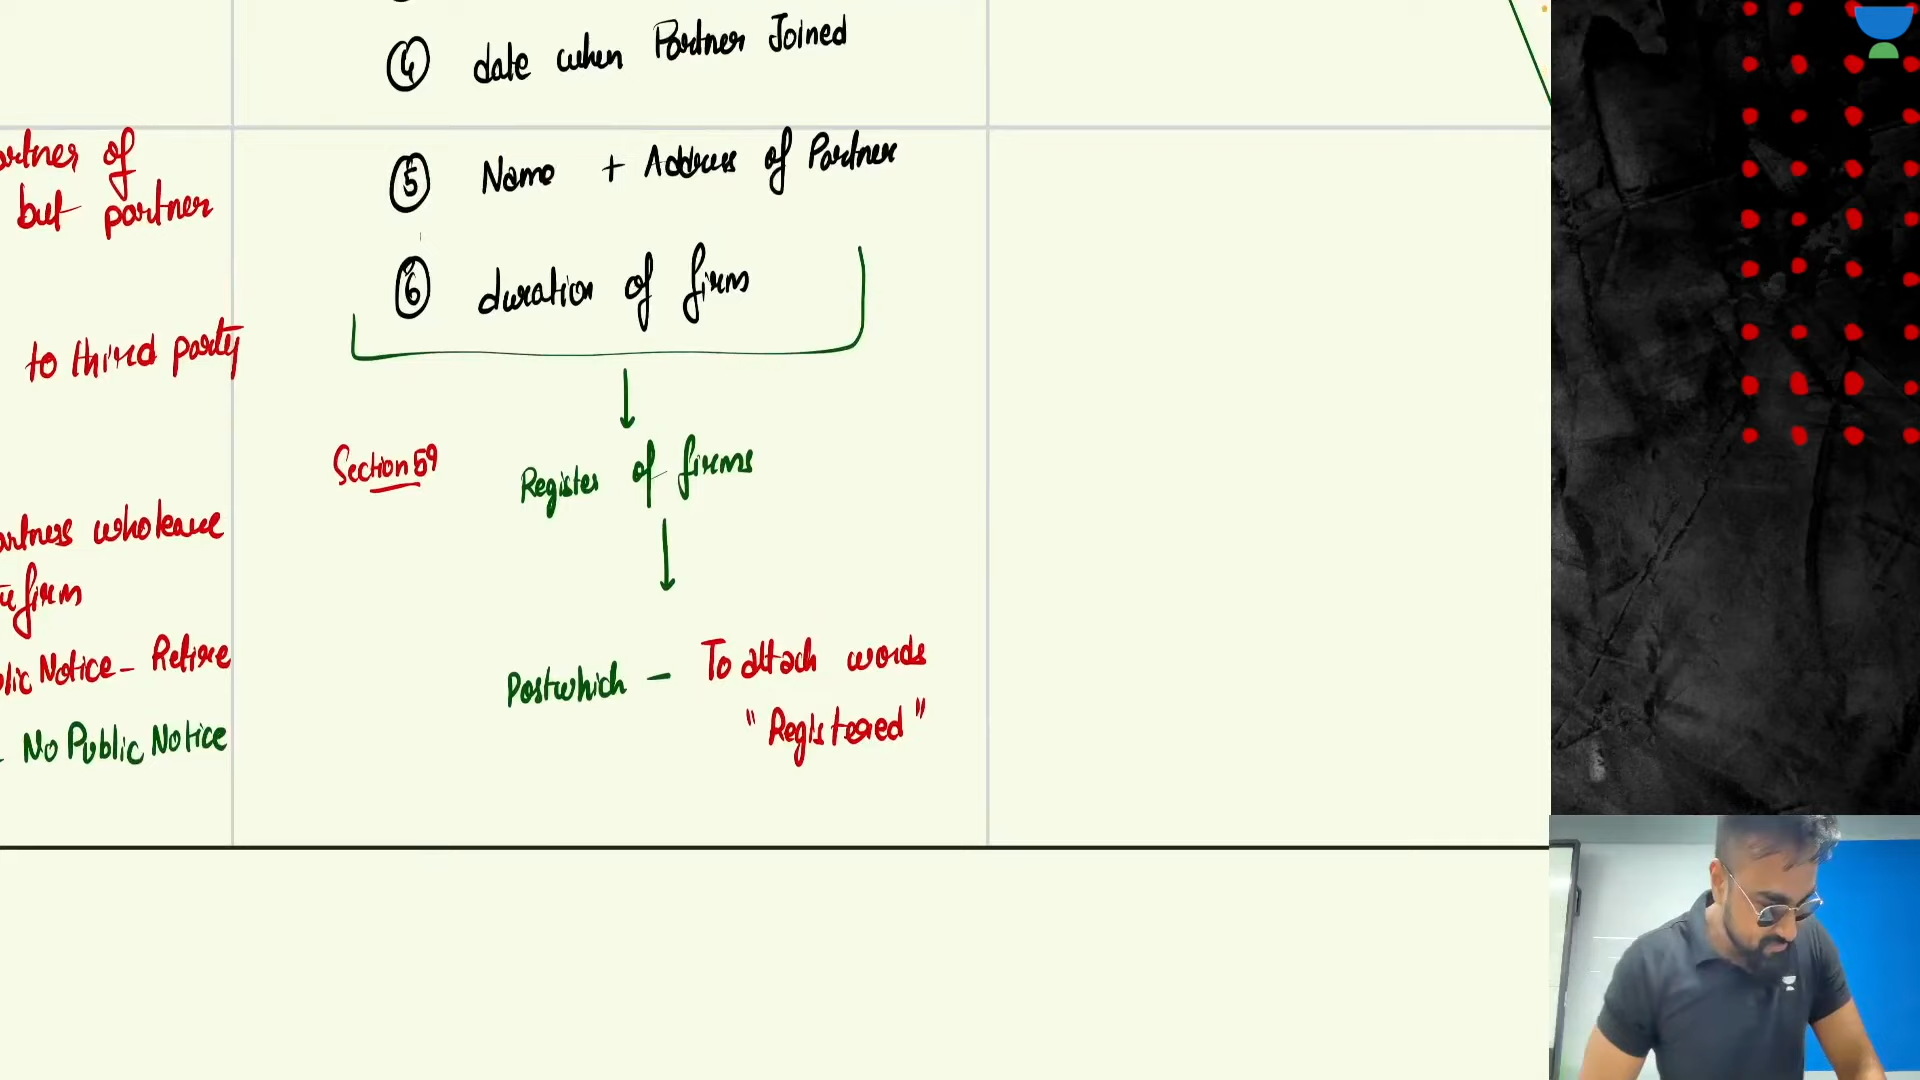 ④ date when Partner Joined
artner of
but partner
⑤ Name + Address of Partner
⑥ duration of firm
to third party
Section 59
Register of firms
artners who leave
firm
lic Notice - Retire
No Public Notice
Postwhich - To attach words
"Registered"